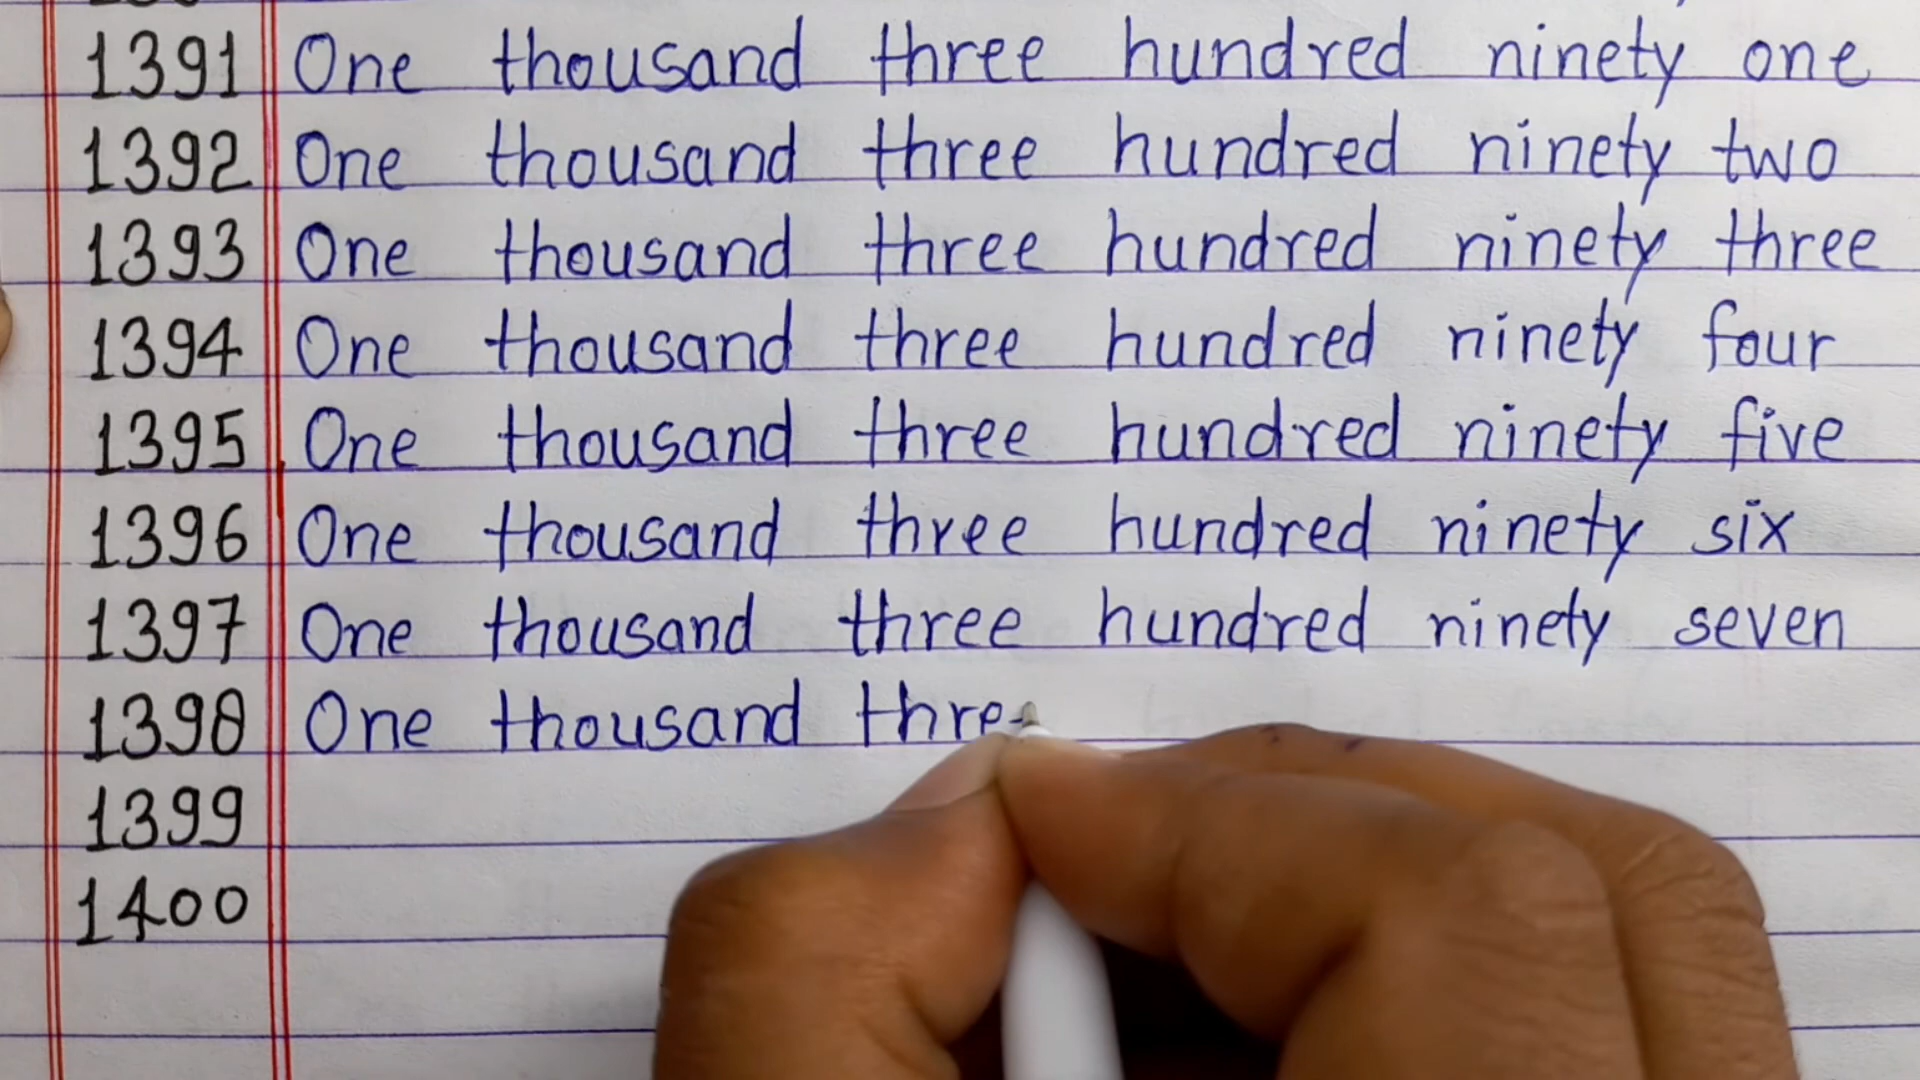 1391 One thousand three hundred ninety one
1392 One thousand three hundred ninety two
1393 One thousand three hundred ninety three
1394 One thousand three hundred ninety four
1395 One thousand three hundred ninety five
1396 One thousand three hundred ninety six
1397 One thousand three hundred ninety seven
1398 One thousand three
1399
1400